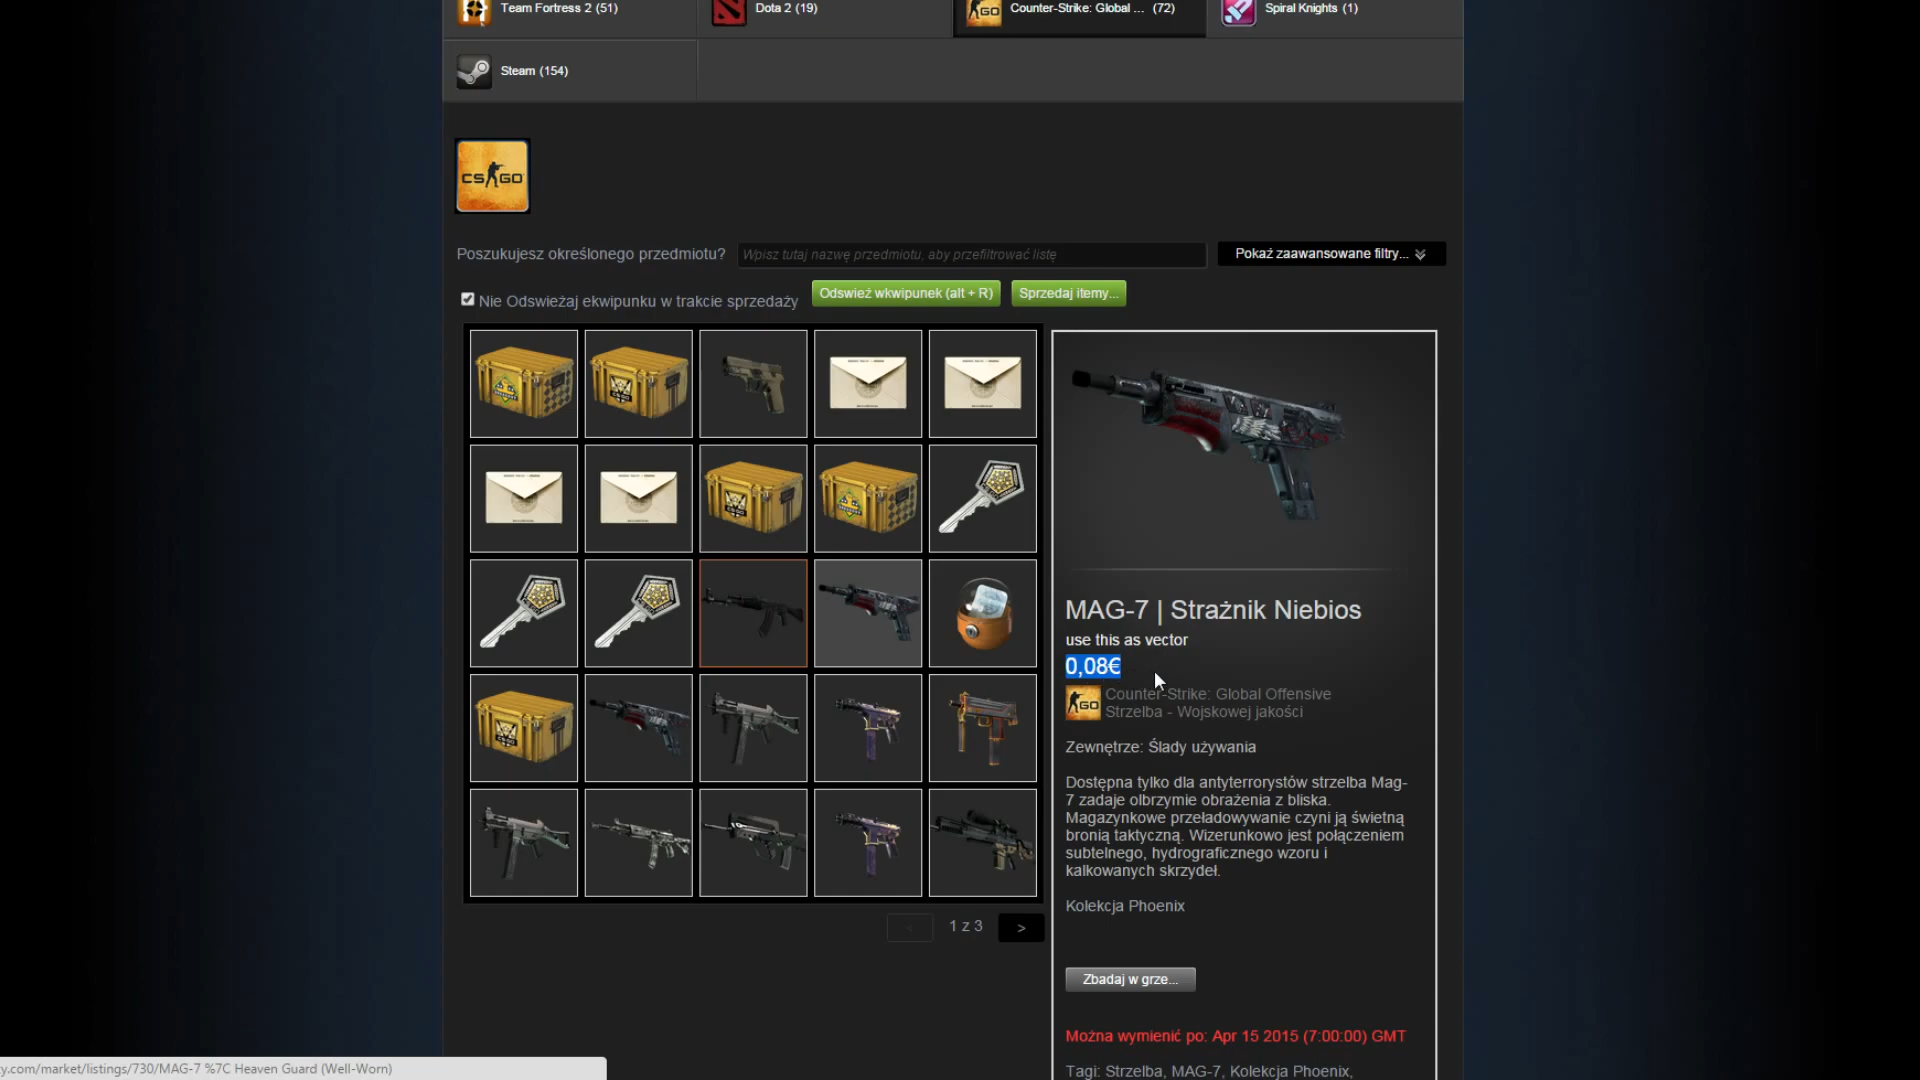 Team Fortress 2 (51)
Dota 2 (19)
Counter-Strike: Global ... (72)
Spiral Knights (1)
Steam (154)
CS GO
Poszukujesz określonego przedmiotu?
Wpisz tutaj nazwę przedmiotu, aby przefiltrować listę
Pokaż zaawansowane filtry...
Nie Odswieżaj ekwipunku w trakcie sprzedaży
Odswież wkwipunek (alt + R)
Sprzedaj itemy...
MAG-7 | Strażnik Niebios
use this as vector
0,08€
Counter-Strike: Global Offensive
Strzelba - Wojskowej jakości
Zewnętrze: Ślady używania
Dostępna tylko dla antyterrorystów strzelba Mag-
7 zadaje olbrzymie obrażenia z bliska.
Magazynkowe przeładowywanie czyni ją świetną
bronią taktyczną. Wizerunkowo jest połączeniem
subtelnego, hydrograficznego wzoru i
kalkowanych skrzydeł.
Kolekcja Phoenix
< 1 z 3 >
Zbadaj w grze...
Można wymienić po: Apr 15 2015 (7:00:00) GMT
Tagi: Strzelba, MAG-7, Kolekcja Phoenix,
y.com/market/listings/730/MAG-7 %7C Heaven Guard (Well-Worn)